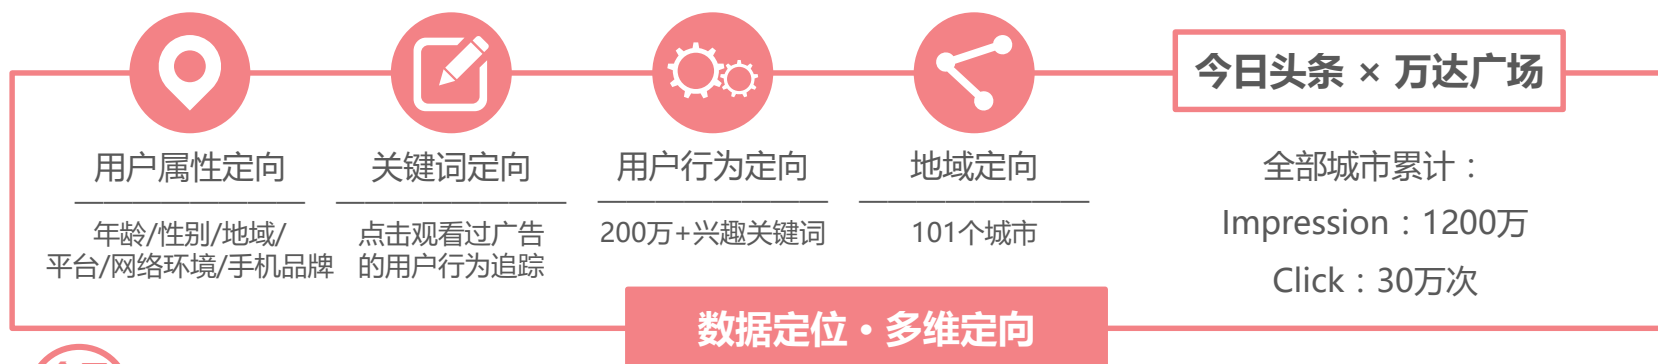 今日头条 × 万达广场
用户属性定向
年龄/性别/地域/
平台/网络环境/手机品牌
关键词定向
点击观看过广告
的用户行为追踪
用户行为定向
200万+兴趣关键词
地域定向
101个城市
全部城市累计：
Impression：1200万
Click：30万次
数据定位·多维定向